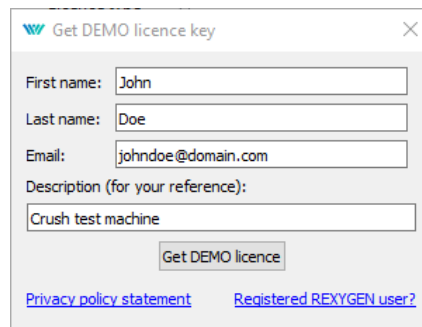 Get DEMO licence key
First name: John
Last name: Doe
Email: johndoe@domain.com
Description (for your reference):
Crush test machine
Get DEMO licence
Privacy policy statement Registered REXYGEN user?